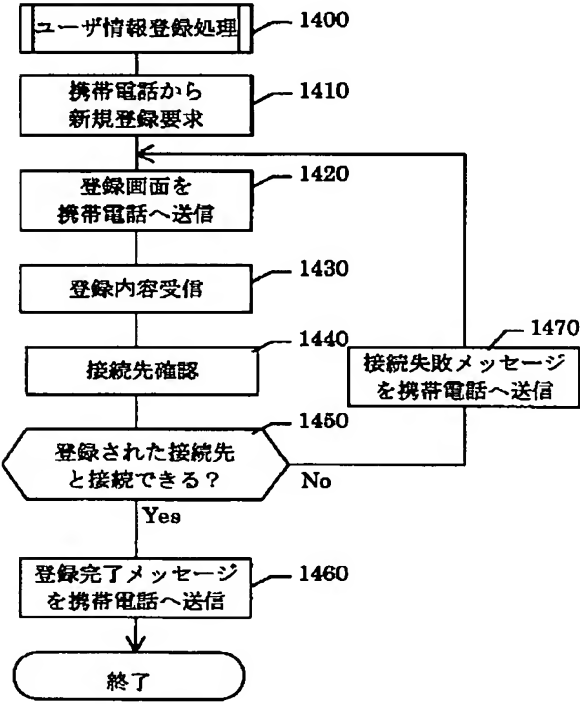 ユーザ情報登録処理
1400
携帯電話から
新規登録要求
1410
登録画面を
携帯電話へ送信
1420
登録内容受信
1430
接続先確認
1440
接続失敗メッセージ
を携帯電話へ送信
1470
登録された接続先
と接続できる?
1450
No
Yes
登録完了メッセージ
を携帯電話へ送信
1460
終了